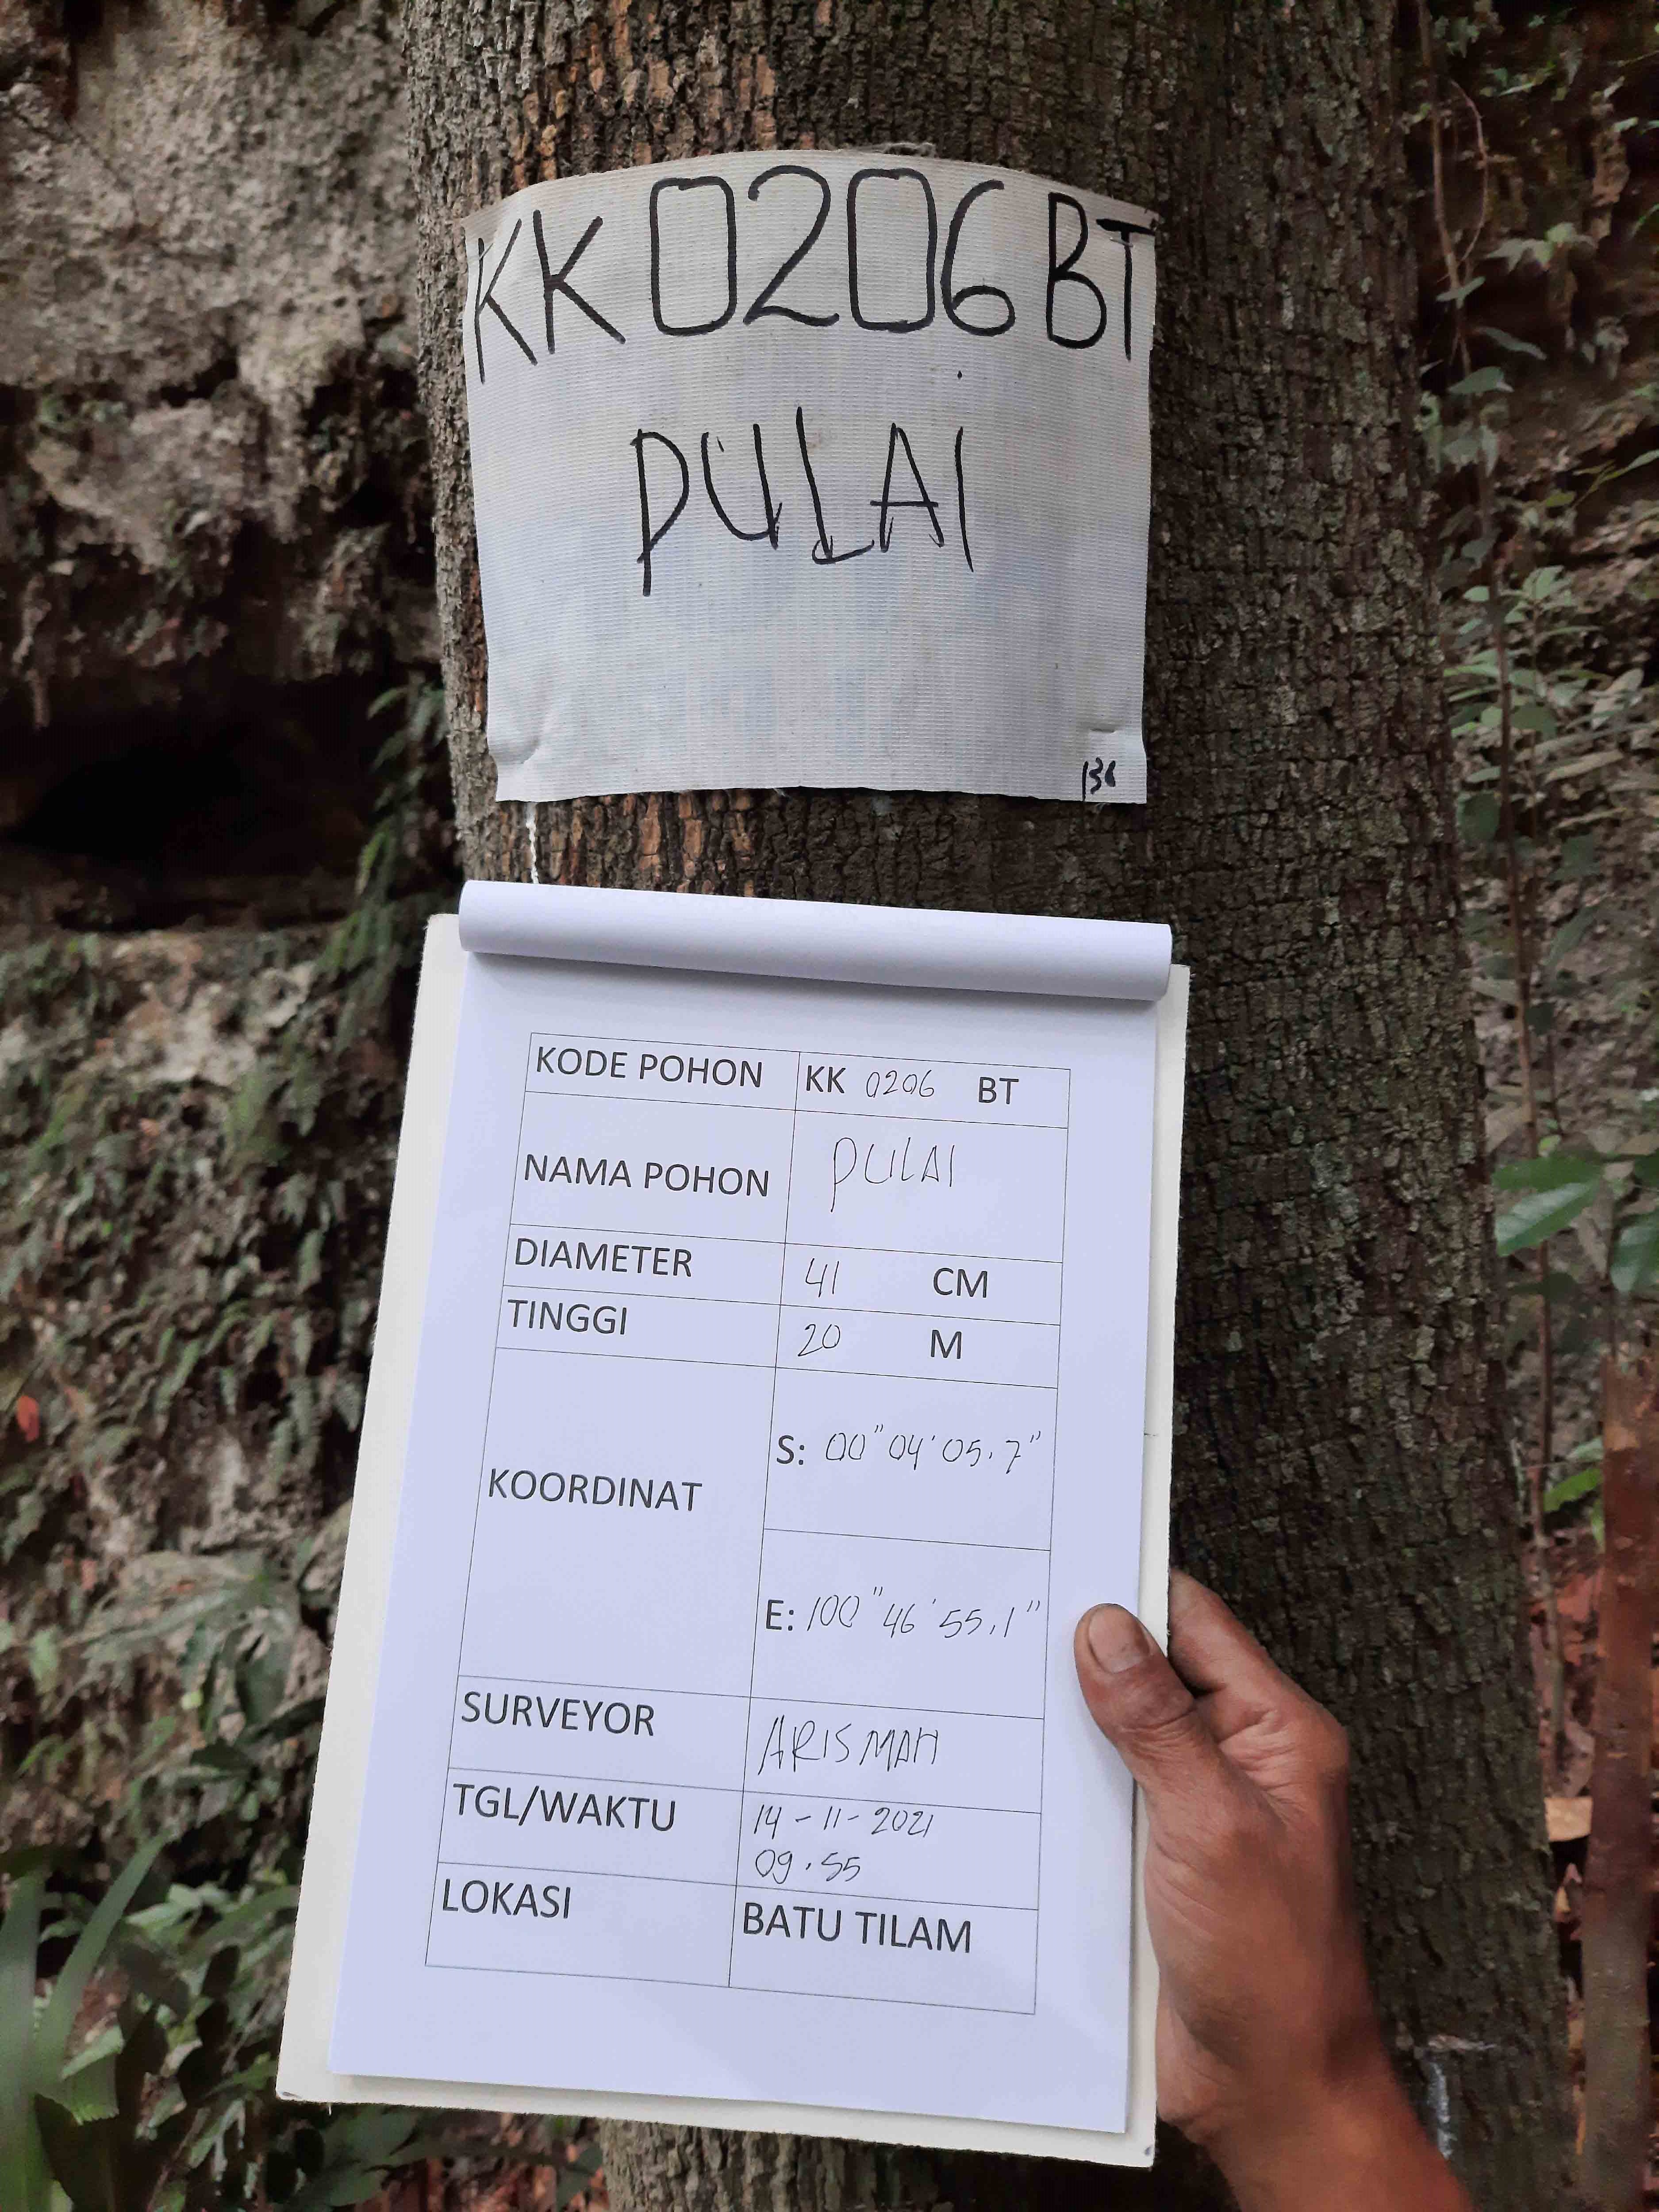 KK 0206 BT
PULAI
136
KODE POHON KK 0206 BT
NAMA POHON PULAI
DIAMETER 41 CM
TINGGI 20 M
KOORDINAT
S: 00" 04' 05.7"
E: 100" 46' 55.1"
SURVEYOR ARISMAN
TGL/WAKTU 14-11-2021
09.55
LOKASI BATU TILAM